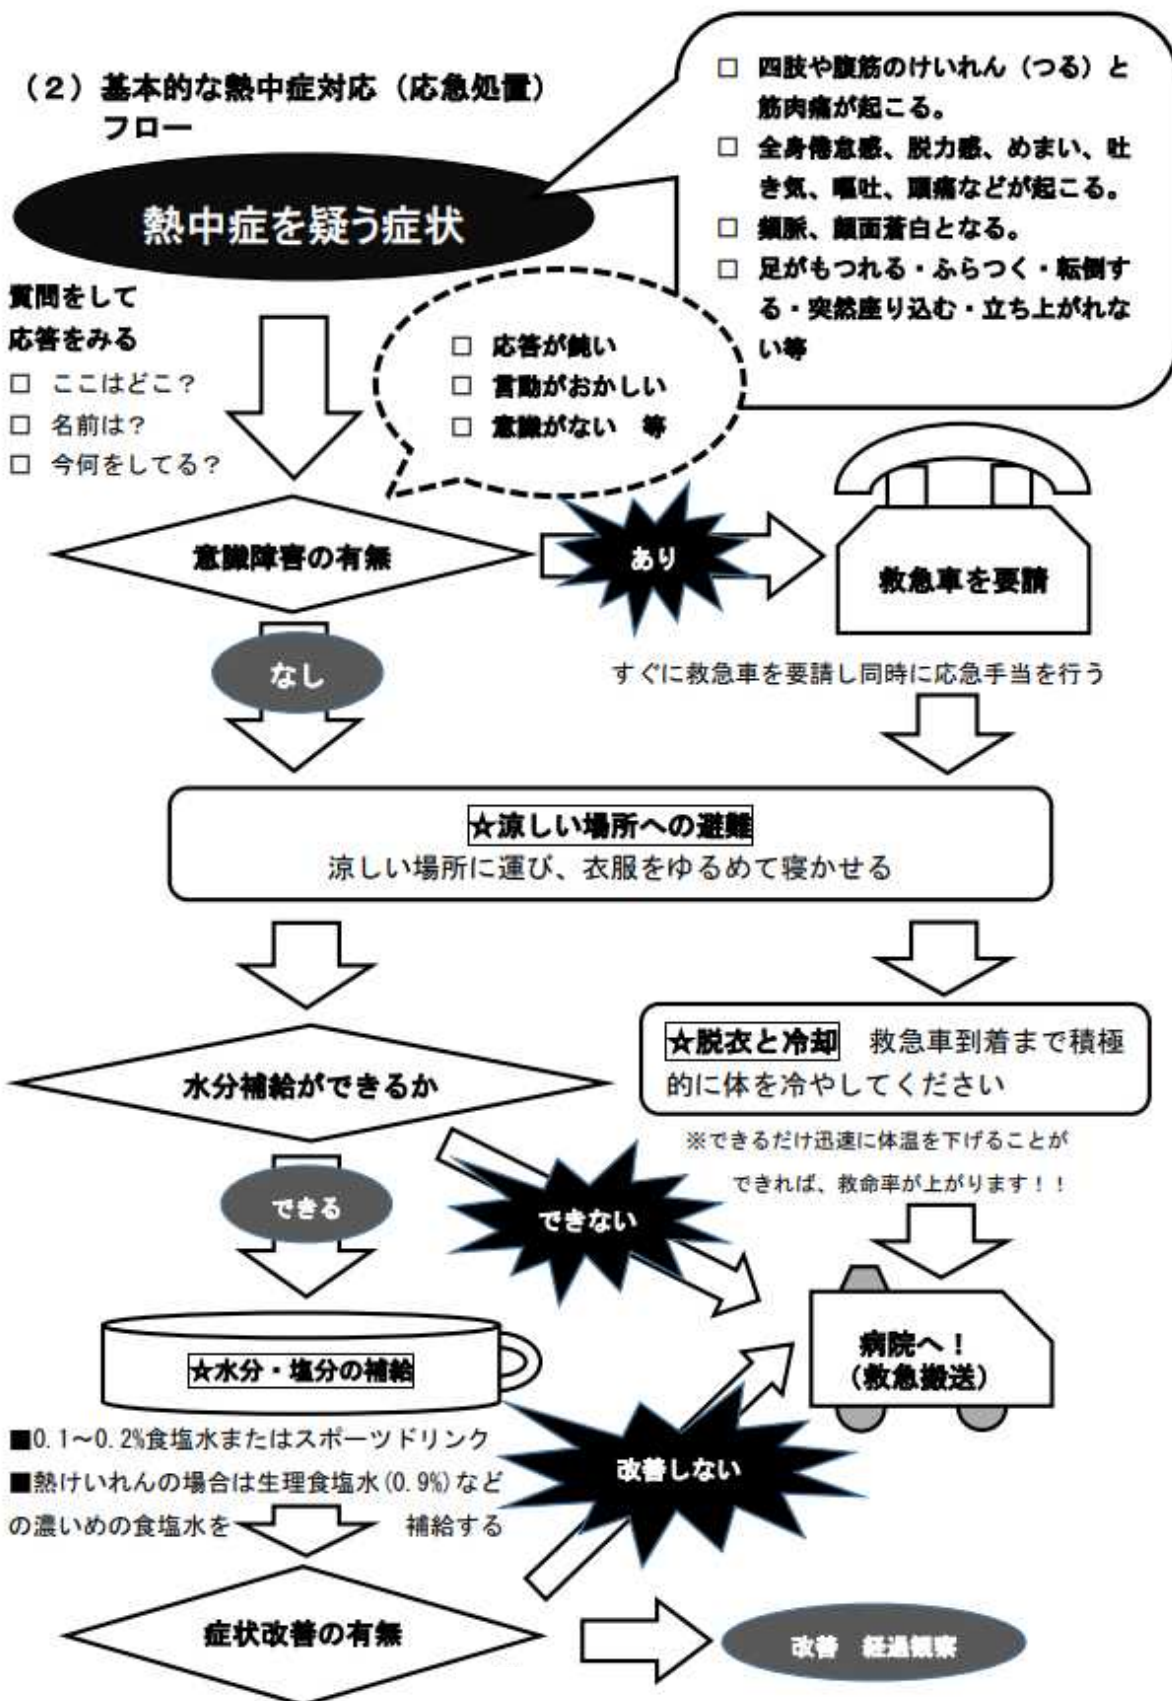 （２）基本的な熱中症対応（応急処置）
フロー
熱中症を疑う症状
□ 四肢や腹筋のけいれん（つる）と
筋肉痛が起こる。
□ 全身倦怠感、脱力感、めまい、吐
き気、嘔吐、頭痛などが起こる。
□ 頻脈、顔面蒼白となる。
□ 足がもつれる・ふらつく・転倒す
る・突然座り込む・立ち上がれな
い等
質問をして
応答をみる
□ ここはどこ？
□ 名前は？
□ 今何をしてる？
□ 応答が鈍い
□ 言動がおかしい
□ 意識がない　等
意識障害の有無
あり
救急車を要請
なし
すぐに救急車を要請し同時に応急手当を行う
☆涼しい場所への避難
涼しい場所に運び、衣服をゆるめて寝かせる
水分補給ができるか
☆脱衣と冷却　救急車到着まで積極
的に体を冷やしてください
※できるだけ迅速に体温を下げることが
できれば、救命率が上がります！！
できる
できない
☆水分・塩分の補給
病院へ！
（救急搬送）
■0.1～0.2%食塩水またはスポーツドリンク
■熱けいれんの場合は生理食塩水(0.9%)など
の濃いめの食塩水を　補給する
改善しない
症状改善の有無
改善　経過観察